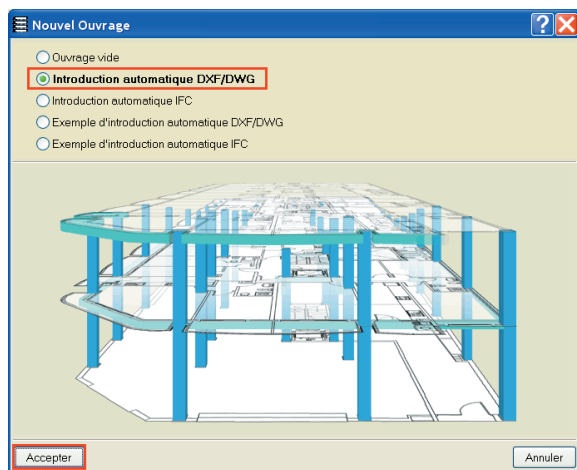 Nouvel Ouvrage
Ouvrage vide
Introduction automatique DXF/DWG
Introduction automatique IFC
Exemple d'introduction automatique DXF/DWG
Exemple d'introduction automatique IFC
Accepter
Annuler